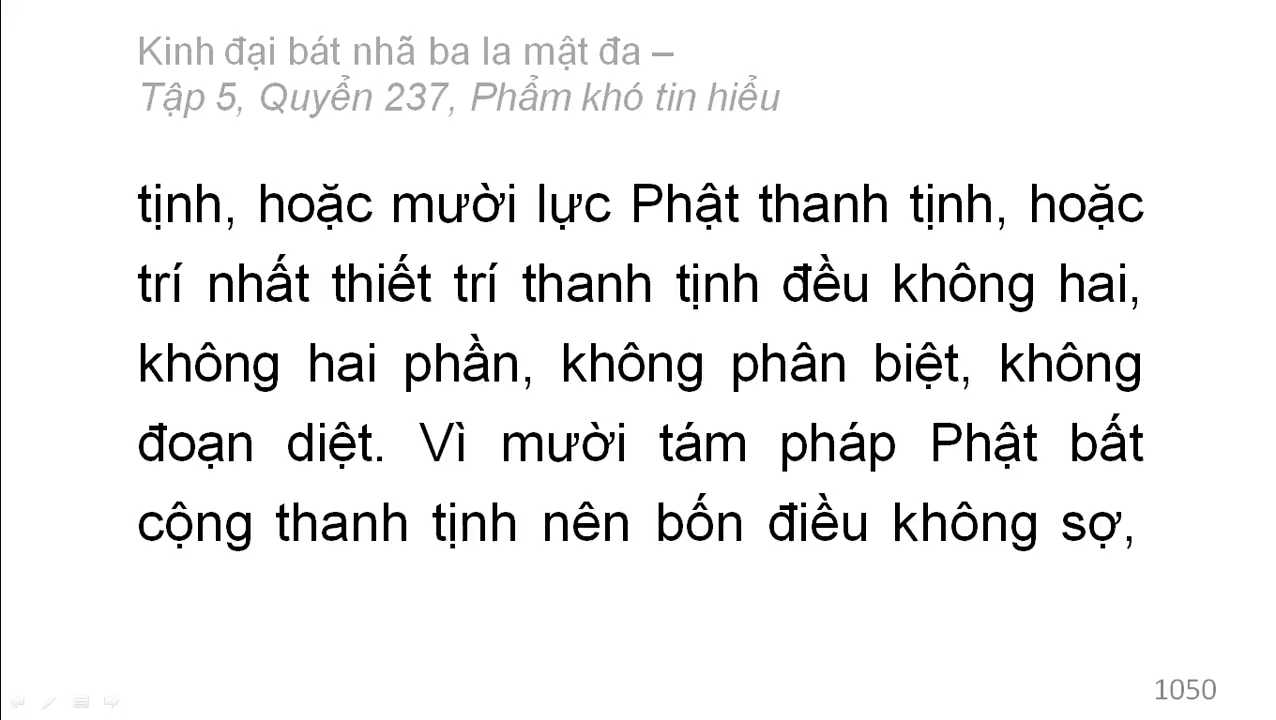 Kinh đại bát nhã ba la mật đa –
Tập 5, Quyển 237, Phẩm khó tin hiểu
tịnh, hoặc mười lực Phật thanh tịnh, hoặc
trí nhất thiết trí thanh tịnh đều không hai,
không hai phần, không phân biệt, không
đoạn diệt. Vì mười tám pháp Phật bất
cộng thanh tịnh nên bốn điều không sợ,
1050